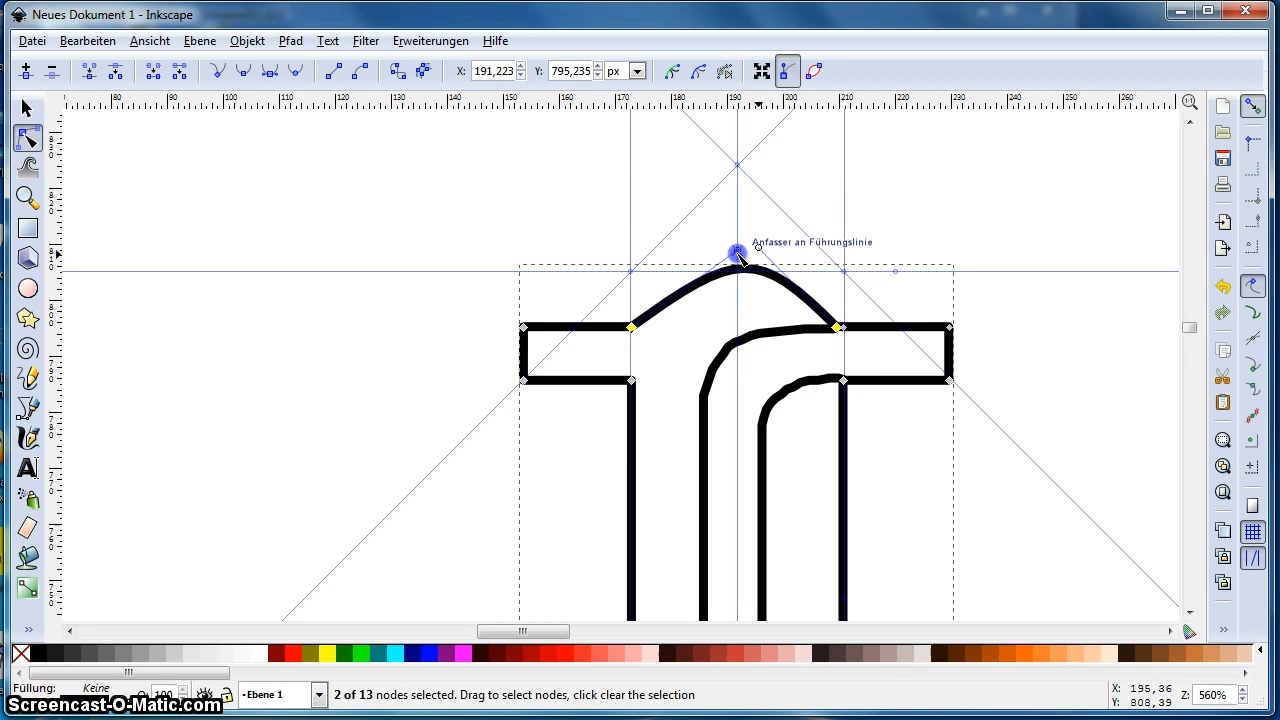 Neues Dokument 1 - Inkscape
Datei Bearbeiten Ansicht Ebene Objekt Pfad Text Filter Erweiterungen Hilfe
X: 191,223 Y: 795,235 px
80 90 100 110 120 130 140 150 160 170 180 190 200 210 220 230 240 250 260
Anfasser an Führungslinie
Füllung: Keine O: 100 Ebene 1 2 of 13 nodes selected. Drag to select nodes, click clear the selection X: 195,36 Z: 560%
Y: 808,39
Screencast-O-Matic.com